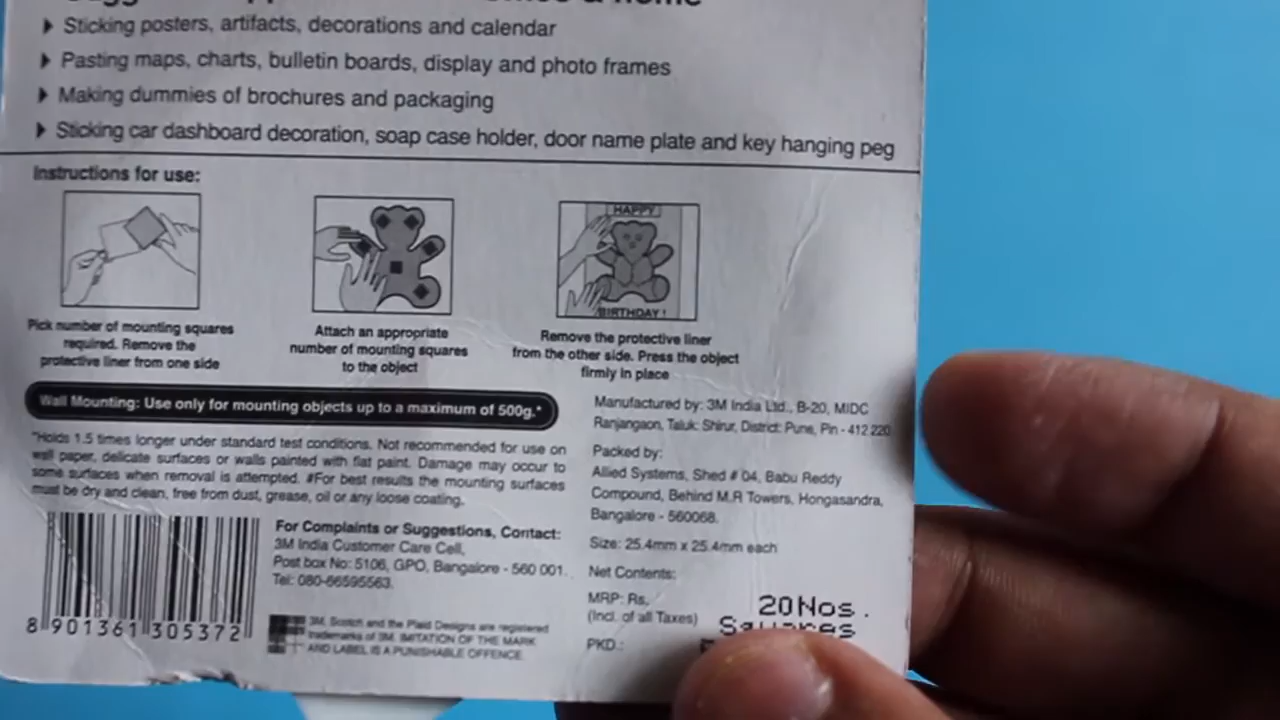 ▶ Sticking posters, artifacts, decorations and calendar
▶ Pasting maps, charts, bulletin boards, display and photo frames
▶ Making dummies of brochures and packaging
▶ Sticking car dashboard decoration, soap case holder, door name plate and key hanging peg
Instructions for use:
HAPPY
BIRTHDAY !
Pick number of mounting squares
required. Remove the
protective liner from one side
Attach an appropriate
number of mounting squares
to the object
Remove the protective liner
from the other side. Press the object
firmly in place
Wall Mounting: Use only for mounting objects up to a maximum of 500g.*
*Holds 1.5 times longer under standard test conditions. Not recommended for use on
wall paper, delicate surfaces or walls painted with flat paint. Damage may occur to
some surfaces when removal is attempted. #For best results the mounting surfaces
must be dry and clean, free from dust, grease, oil or any loose coating.
8 901361 305372
For Complaints or Suggestions, Contact:
3M India Customer Care Cell,
Post box No: 5106, GPO, Bangalore - 560 001.
Tel: 080-66595563.
3M, Scotch and the Plaid Designs are registered
trademarks of 3M. IMITATION OF THE MARK
AND LABEL IS A PUNISHABLE OFFENCE.
Manufactured by: 3M India Ltd., B-20, MIDC
Ranjangaon, Taluk: Shirur, District: Pune, Pin - 412 220
Packed by:
Allied Systems, Shed # 04, Babu Reddy
Compound, Behind M.R Towers, Hongasandra,
Bangalore - 560068.
Size: 25.4mm x 25.4mm each
Net Contents:
MRP: Rs.
(Incl. of all Taxes)
20Nos.
Squares
PKD.: